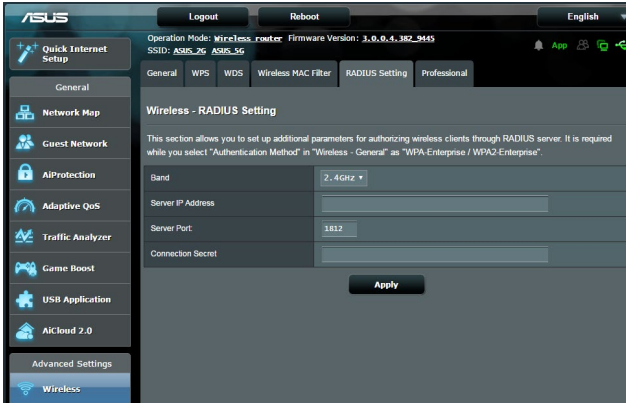 ASUS
Logout
Reboot
English
Operation Mode: Wireless router Firmware Version: 3.0.0.4.382_9445
SSID: ASUS_2G ASUS_5G
App
Quick Internet
Setup
General
Network Map
Guest Network
AiProtection
Adaptive QoS
Traffic Analyzer
Game Boost
USB Application
AiCloud 2.0
Advanced Settings
Wireless
General
WPS
WDS
Wireless MAC Filter
RADIUS Setting
Professional
Wireless - RADIUS Setting
This section allows you to set up additional parameters for authorizing wireless clients through RADIUS server. It is required
while you select "Authentication Method" in "Wireless - General" as "WPA-Enterprise / WPA2-Enterprise".
Band
2.4GHz
Server IP Address
Server Port:
1812
Connection Secret
Apply